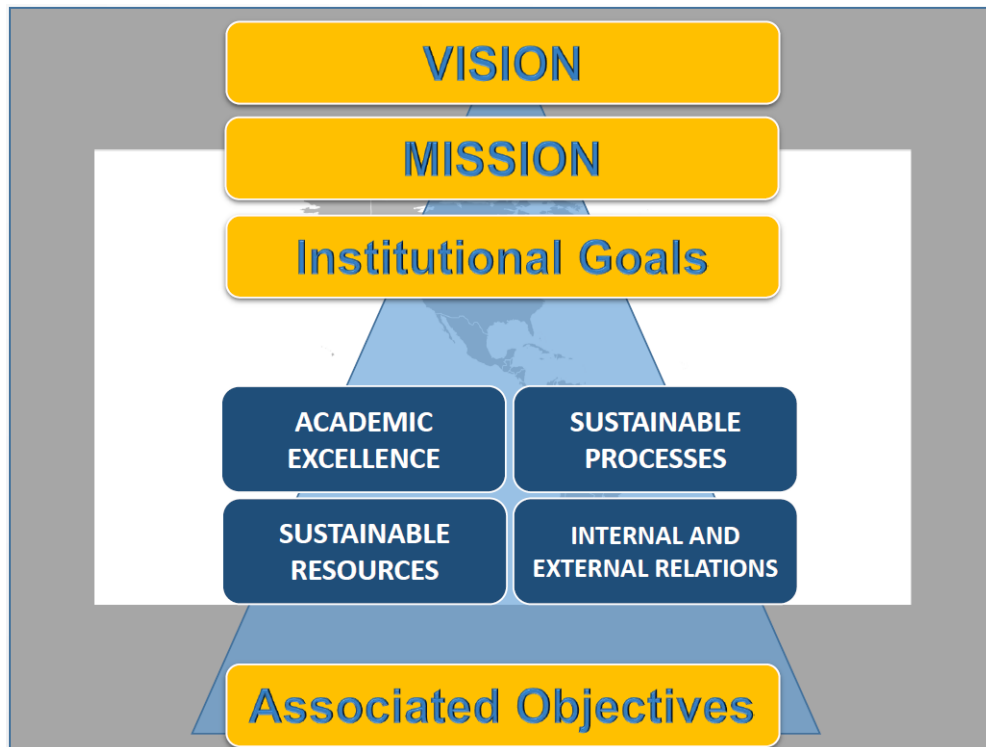 VISION
MISSION
Institutional Goals
ACADEMIC
EXCELLENCE
SUSTAINABLE
PROCESSES
SUSTAINABLE
RESOURCES
INTERNAL AND
EXTERNAL RELATIONS
Associated Objectives